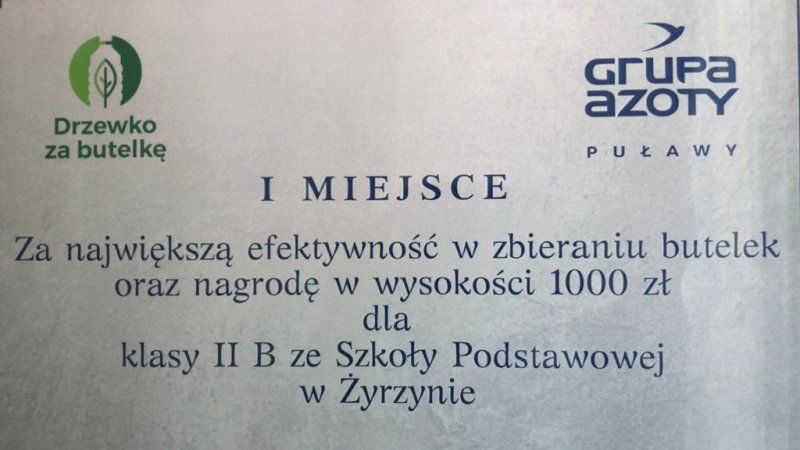 Drzewko
za butelkę
GRUPA
AZOTY
PUŁAWY
I MIEJSCE
Za największą efektywność w zbieraniu butelek
oraz nagrodę w wysokości 1000 zł
dla
klasy II B ze Szkoły Podstawowej
w Żyrzynie